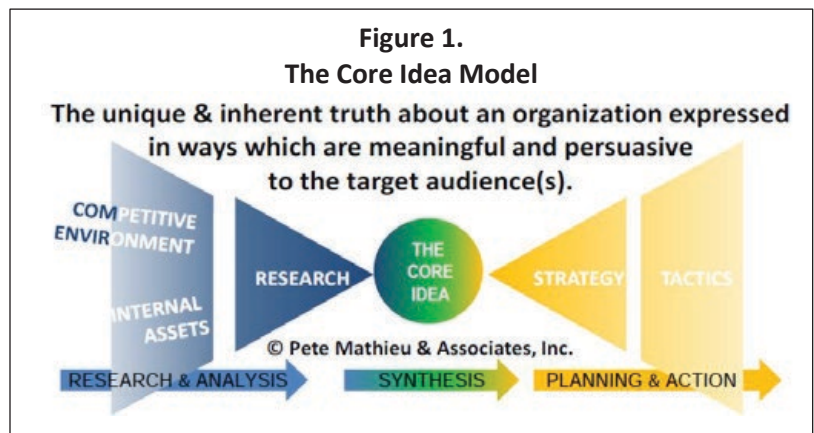 Figure 1.
The Core Idea Model
The unique & inherent truth about an organization expressed
in ways which are meaningful and persuasive
to the target audience(s).
COMPETITIVE
ENVIRONMENT
INTERNAL
ASSETS
RESEARCH
THE
CORE
IDEA
STRATEGY
TACTICS
© Pete Mathieu & Associates, Inc.
RESEARCH & ANALYSIS
SYNTHESIS
PLANNING & ACTION